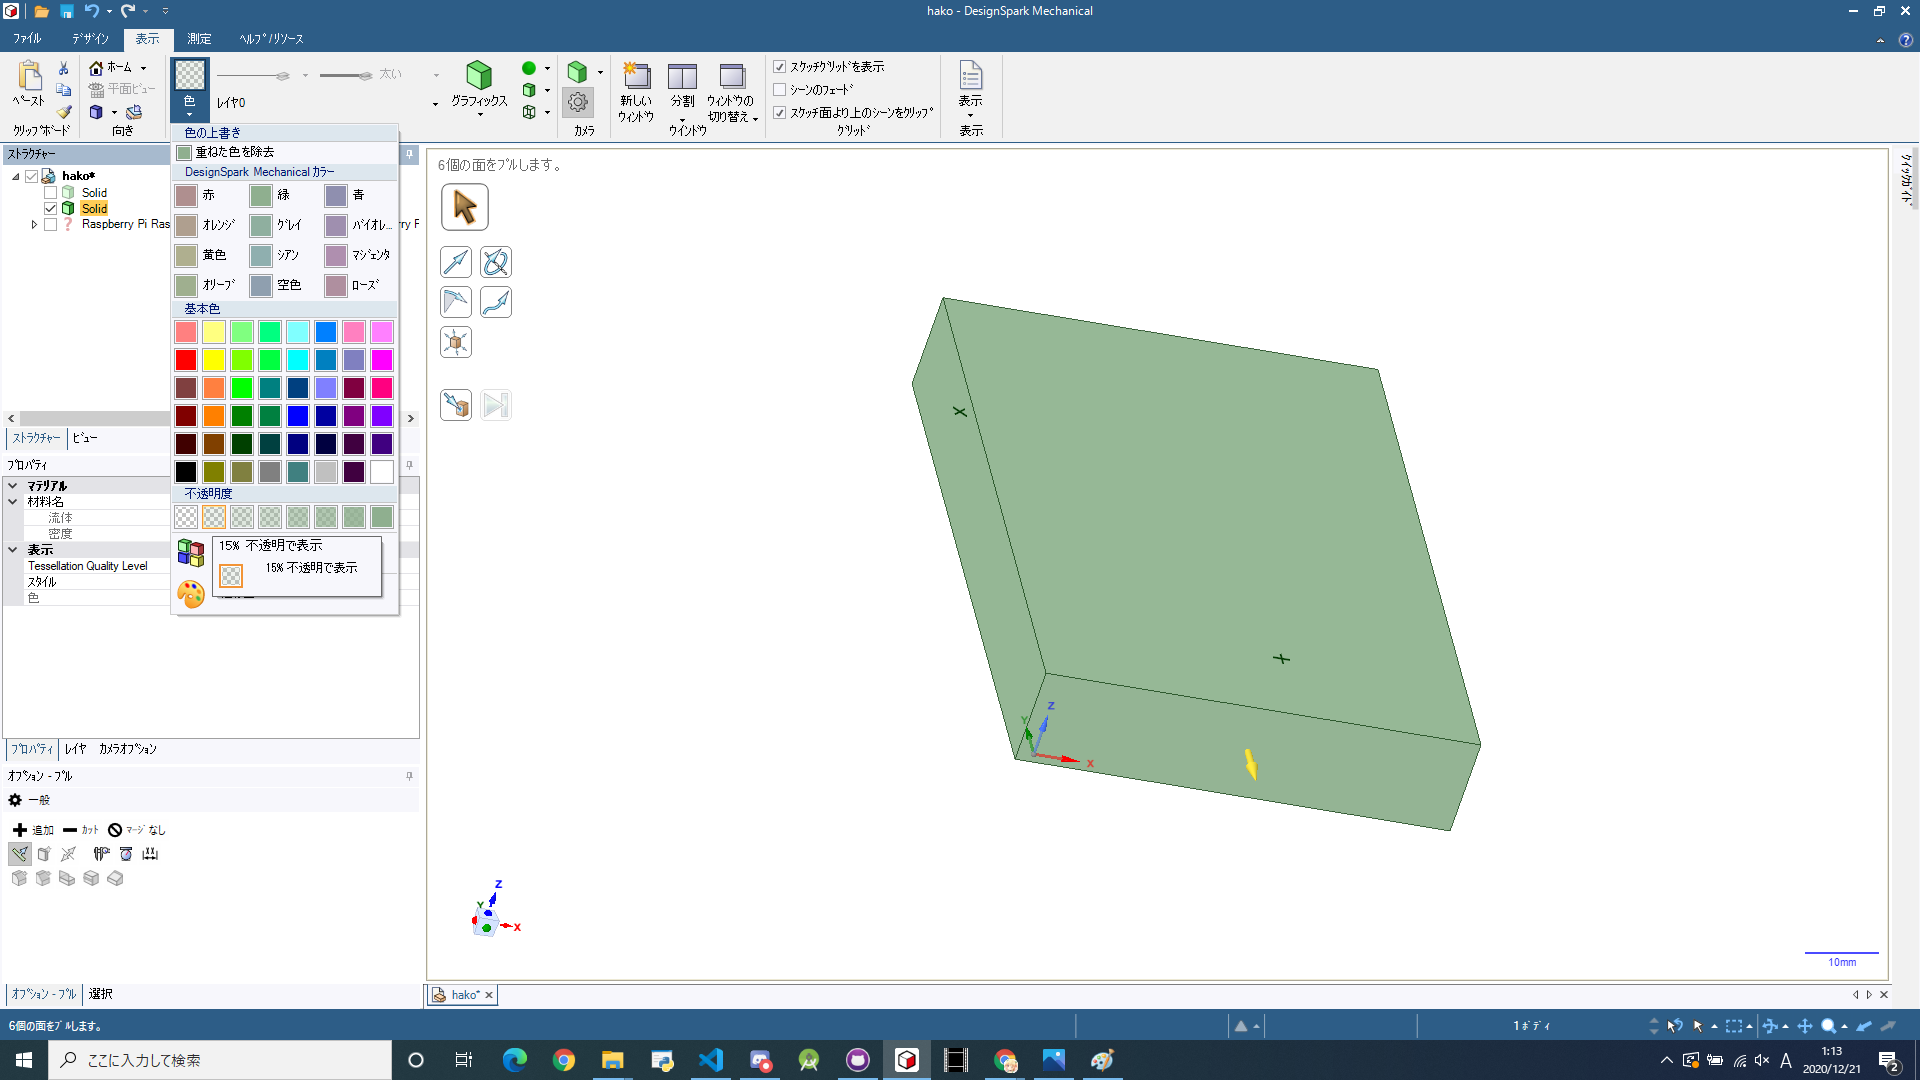 hako - DesignSpark Mechanical
ファイル デザイン 表示 測定 ヘルプ/リソース
ペースト
クリップボード
ホーム
平面ビュー
向き
色
太い
レイヤ0
グラフィックス
カメラ
新しい
ウィンドウ
分割
ウィンドウの
切り替え
ウインドウ
スケッチグリッドを表示
シーンのフェード
スケッチ面より上のシーンをクリップ
グリッド
表示
表示
ストラクチャー
hako*
Solid
Solid
Raspberry Pi Ras
ry F
色の上書き
重ねた色を除去
DesignSpark Mechanical カラー
赤 緑 青
オレンジ グレイ バイオレ...
黄色 シアン マジェンタ
オリーブ 空色 ローズ
基本色
不透明度
15% 不透明で表示
15% 不透明で表示
ストラクチャー ビュー
プロパティ
マテリアル
材料名
流体
密度
表示
Tessellation Quality Level
スタイル
色
プロパティ レイヤ カメラオプション
オプション - プル
一般
追加 カット マージなし
オプション - プル 選択
6個の面をプルします。
クイックガイド
X
Y
Z
Z
Y
X
10mm
hako*
6個の面をプルします。
1 ボディ
ここに入力して検索
A
1:13
2020/12/21
2